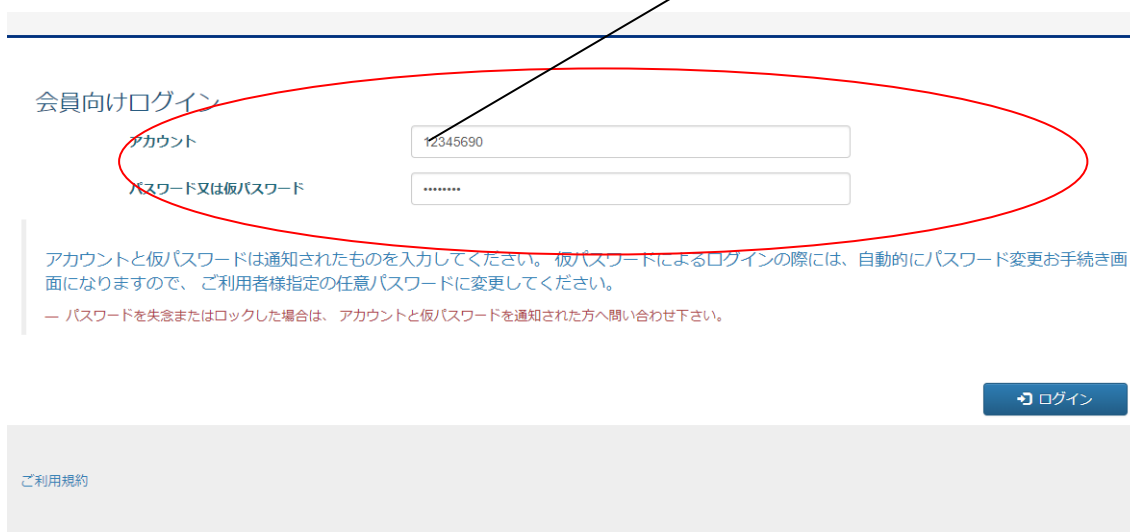 会員向けログイン
アカウント 12345690
パスワード又は仮パスワード ••••••••
アカウントと仮パスワードは通知されたものを入力してください。 仮パスワードによるログインの際には、自動的にパスワード変更お手続き画
面になりますので、 ご利用者様指定の任意パスワードに変更してください。
— パスワードを失念またはロックした場合は、 アカウントと仮パスワードを通知された方へ問い合わせ下さい。
ログイン
ご利用規約